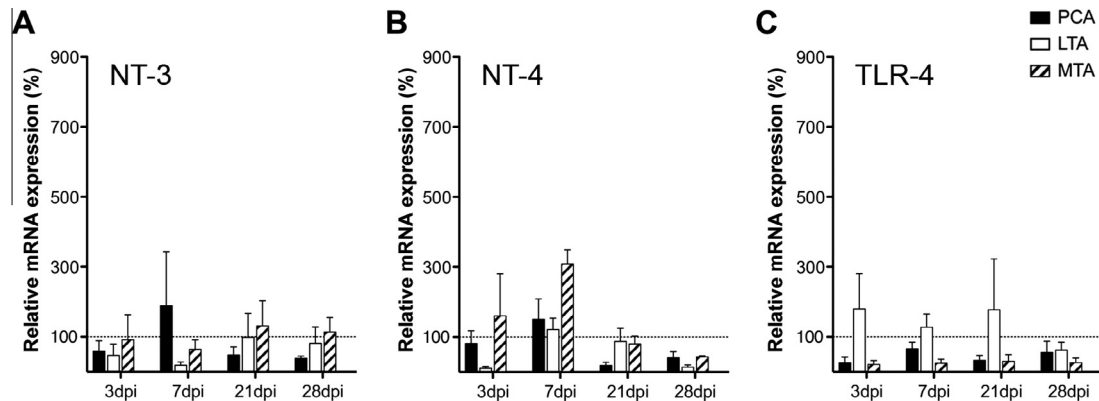 A
NT-3
Relative mRNA expression (%)
900
700
500
300
100
3dpi 7dpi 21dpi 28dpi
B
NT-4
Relative mRNA expression (%)
900
700
500
300
100
3dpi 7dpi 21dpi 28dpi
C
TLR-4
Relative mRNA expression (%)
900
700
500
300
100
3dpi 7dpi 21dpi 28dpi
PCA
LTA
MTA